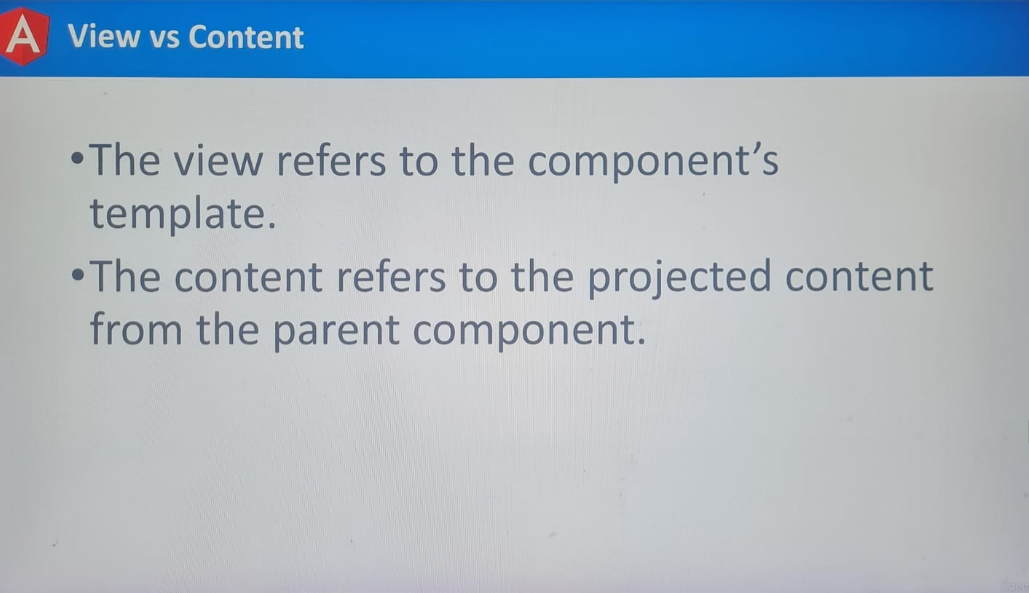 View vs Content
•The view refers to the component’s
template.
•The content refers to the projected content
from the parent component.